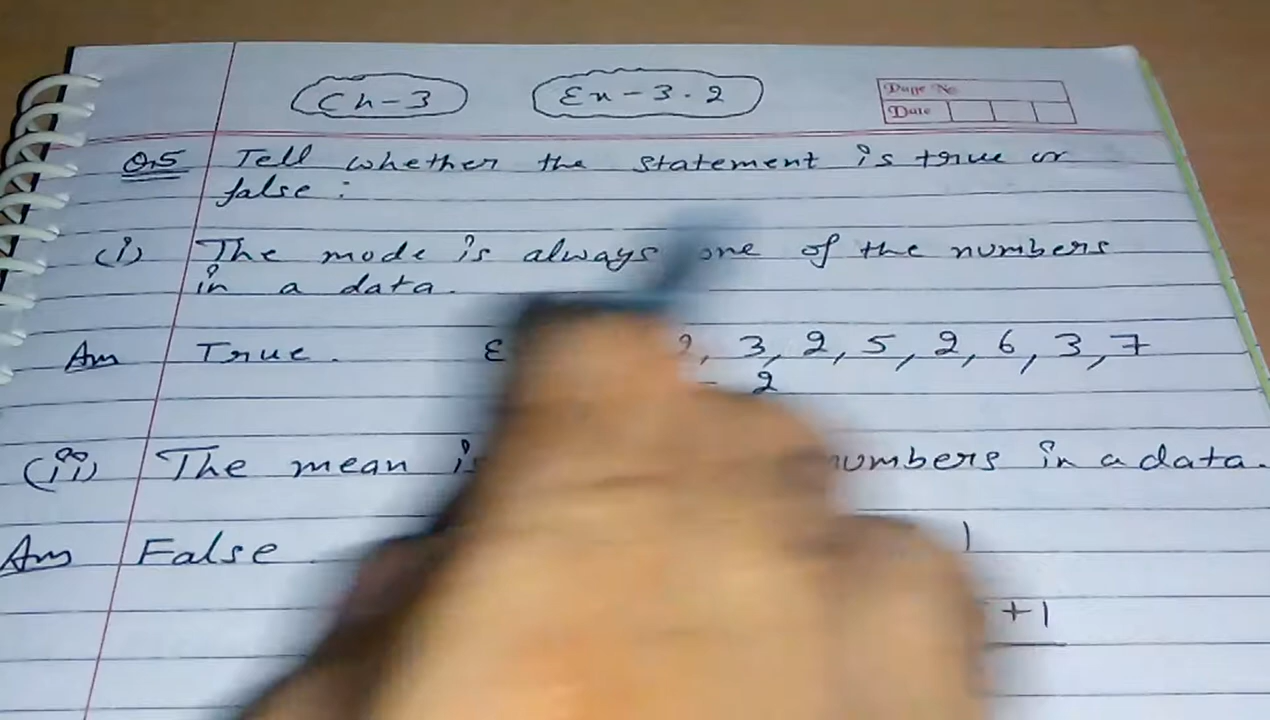 Ch-3 Ex-3.2
Page No.
Date
Q.5 Tell whether the statement is true or
false:
(i) The mode is always one of the numbers
in a data.
Ans True. 2, 3, 2, 5, 2, 6, 3, 7
2
(ii) The mean is numbers in a data.
Ans False 1
+1